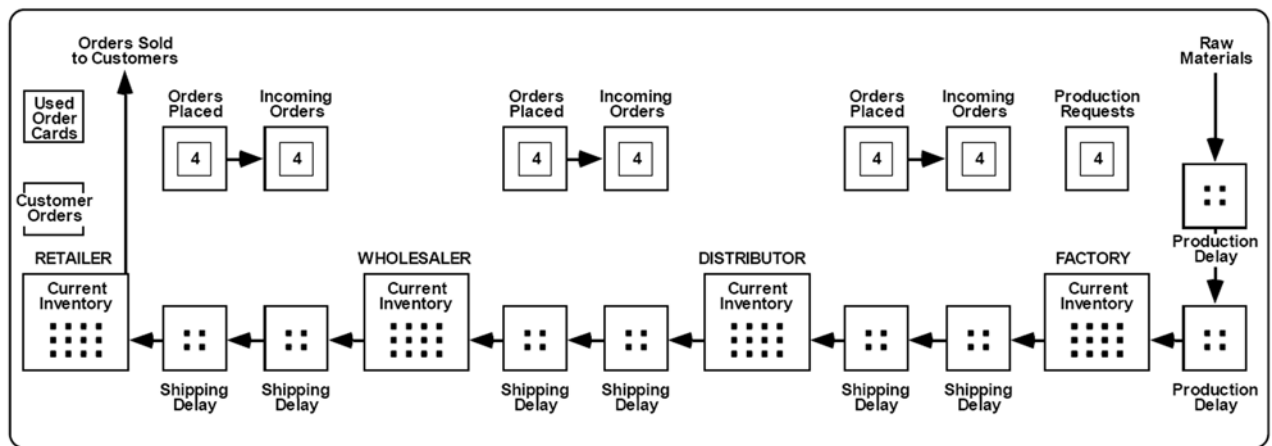 Orders Sold
to Customers
Raw
Materials
Used
Order
Cards
Orders
Placed
Incoming
Orders
Orders
Placed
Incoming
Orders
Orders
Placed
Incoming
Orders
Production
Requests
4
4
4
4
4
4
4
Customer
Orders
Production
Delay
RETAILER
WHOLESALER
DISTRIBUTOR
FACTORY
Current
Inventory
Current
Inventory
Current
Inventory
Current
Inventory
Shipping
Delay
Shipping
Delay
Shipping
Delay
Shipping
Delay
Shipping
Delay
Shipping
Delay
Production
Delay